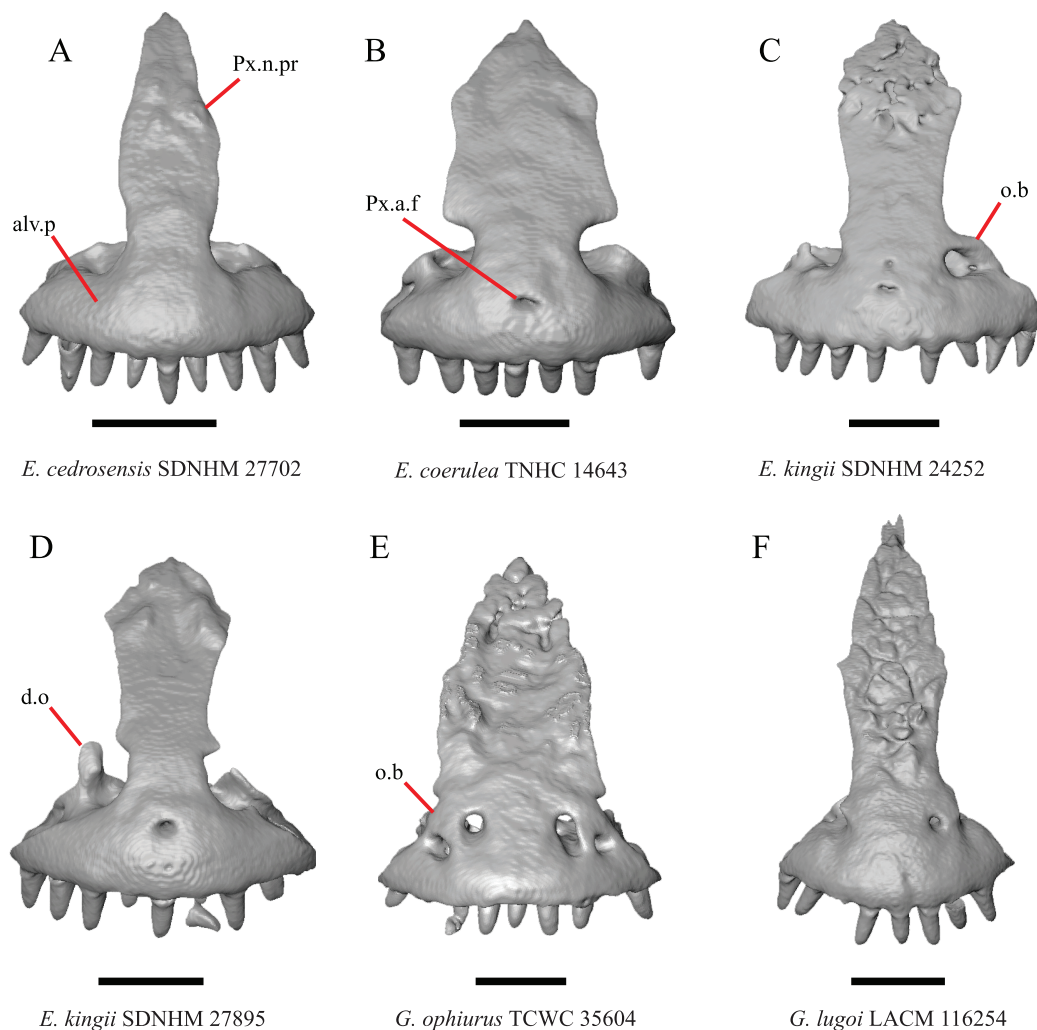 A
Px.n.pr
alv.p
E. cedrosensis SDNHM 27702
B
Px.a.f
E. coerulea TNHC 14643
C
o.b
E. kingii SDNHM 24252
D
d.o
E. kingii SDNHM 27895
E
o.b
G. ophiurus TCWC 35604
F
G. lugoi LACM 116254